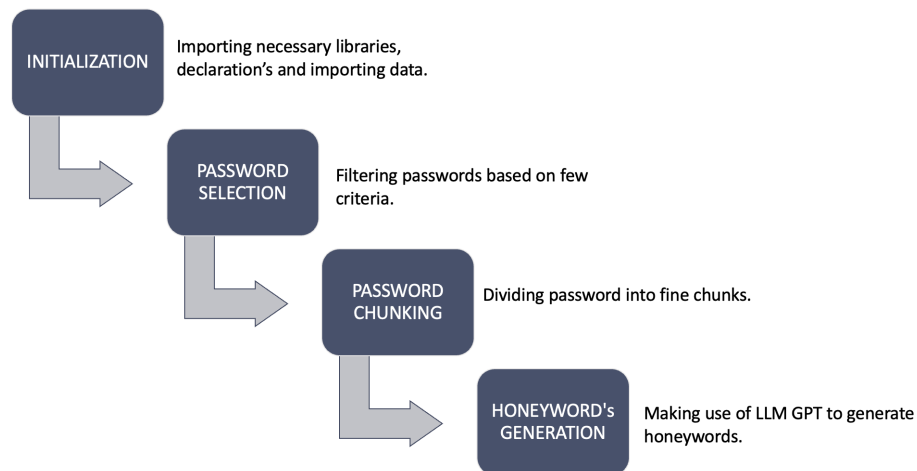 INITIALIZATION
Importing necessary libraries,
declaration's and importing data.
PASSWORD
SELECTION
Filtering passwords based on few
criteria.
PASSWORD
CHUNKING
Dividing password into fine chunks.
HONEYWORD's
GENERATION
Making use of LLM GPT to generate
honeywords.